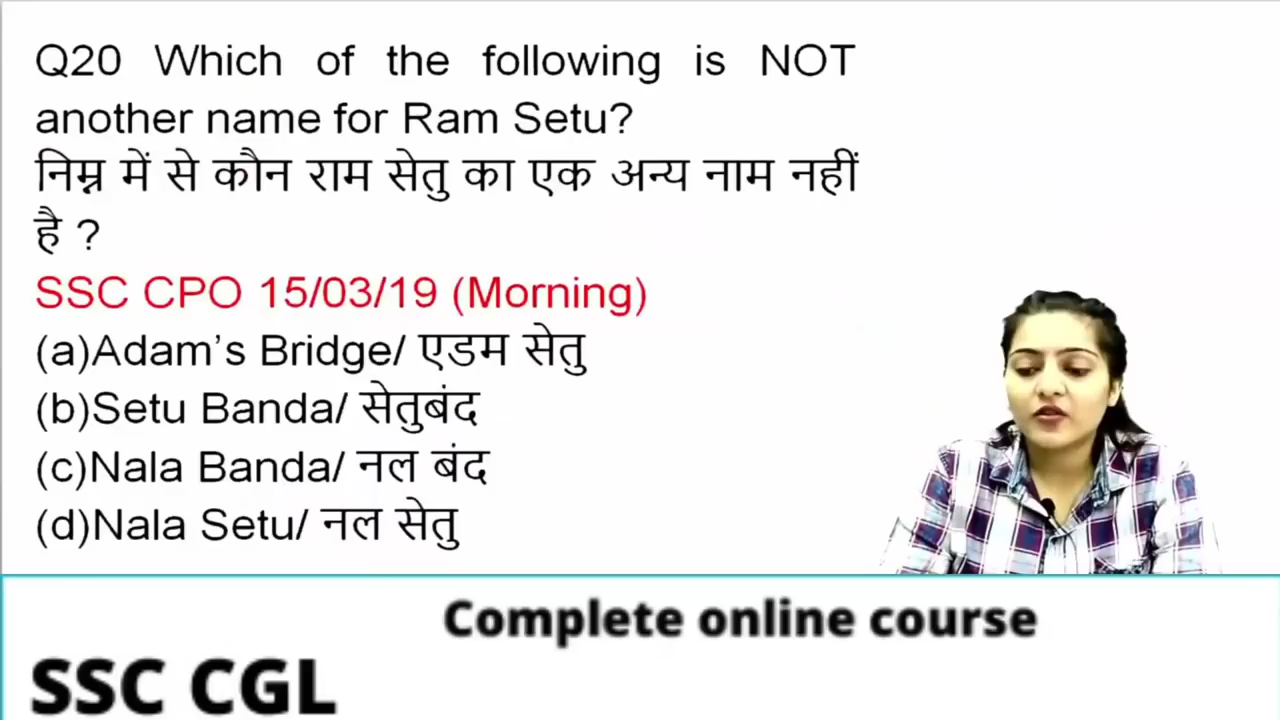 Q20 Which of the following is NOT
another name for Ram Setu?
निम्न में से कौन राम सेतु का एक अन्य नाम नहीं
है ?
SSC CPO 15/03/19 (Morning)
(a)Adam’s Bridge/ एडम सेतु
(b)Setu Banda/ सेतुबंद
(c)Nala Banda/ नल बंद
(d)Nala Setu/ नल सेतु
Complete online course
SSC CGL